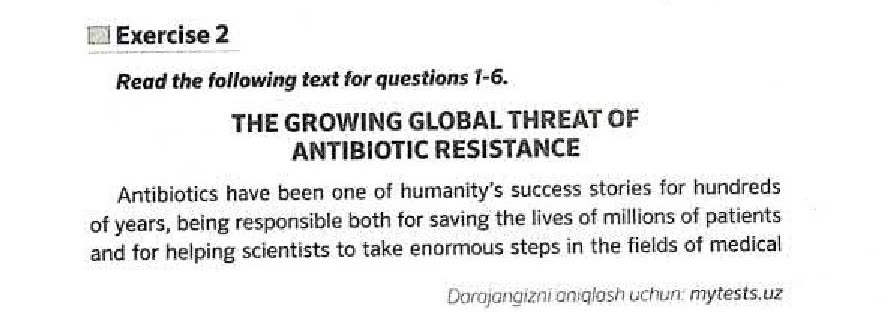 Exercise 2
Read the following text for questions 1-6.
THE GROWING GLOBAL THREAT OF
ANTIBIOTIC RESISTANCE
Antibiotics have been one of humanity's success stories for hundreds
of years, being responsible both for saving the lives of millions of patients
and for helping scientists to take enormous steps in the fields of medical
Darajangizni aniqlash uchun: mytests.uz